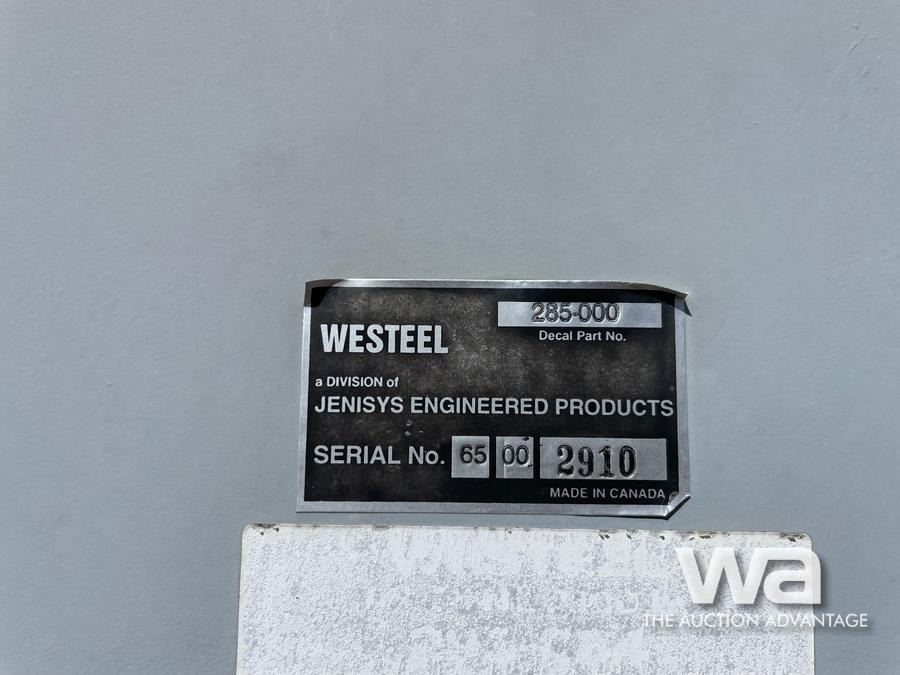 285-000
WESTEEL
Decal Part No.
a DIVISION of
JENISYS ENGINEERED PRODUCTS
SERIAL No. 65 00 2910
MADE IN CANADA
wa
THE AUCTION ADVANTAGE